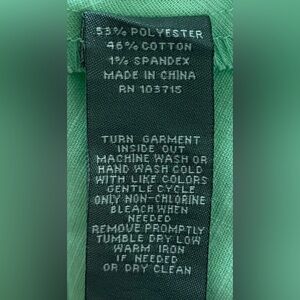 53% POLYESTER
46% COTTON
1% SPANDEX
MADE IN CHINA
RN 103715
TURN GARMENT
INSIDE OUT
MACHINE WASH OR
HAND WASH COLD
WITH LIKE COLORS
GENTLE CYCLE
ONLY NON-CHLORINE
BLEACH WHEN
NEEDED
REMOVE PROMPTLY
TUMBLE DRY LOW
WARM IRON
IF NEEDED
OR DRY CLEAN